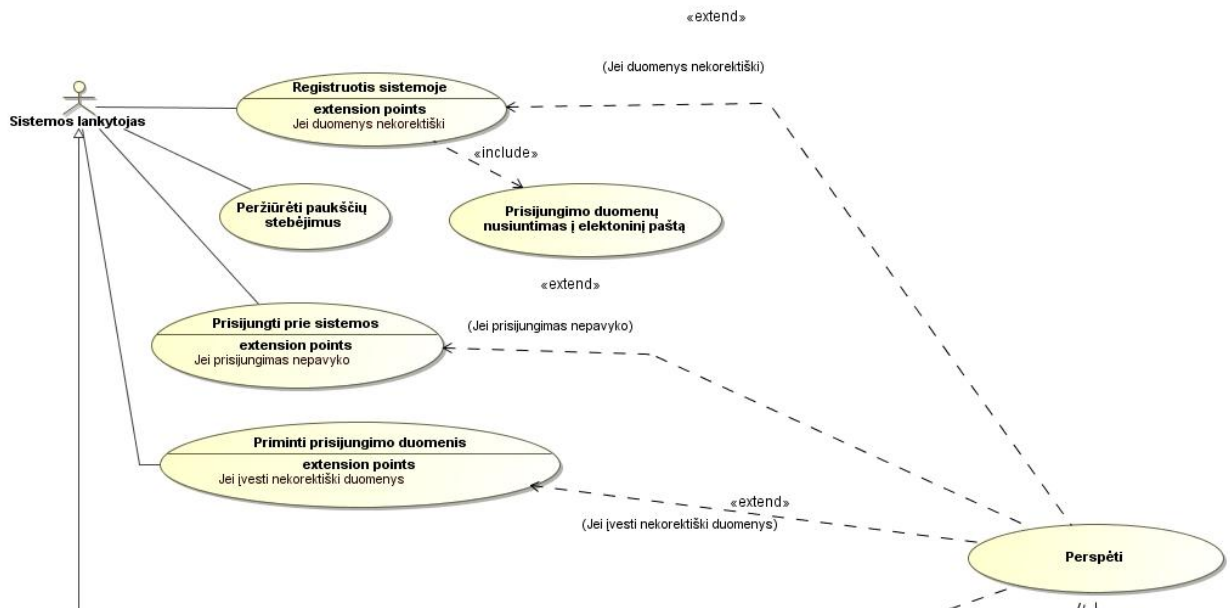 «extend»
(Jei duomenys nekorektiški)
Registruotis sistemoje
extension points
Jei duomenys nekorektiški
Sistemos lankytojas
«include»
Peržiūrėti paukščių
stebėjimus
Prisijungimo duomenų
nusiuntimas į elektoninį paštą
«extend»
(Jei prisijungimas nepavyko)
Prisijungti prie sistemos
extension points
Jei prisijungimas nepavyko
Priminti prisijungimo duomenis
extension points
Jei įvesti nekorektiški duomenys
«extend»
(Jei įvesti nekorektiški duomenys)
Perspėti